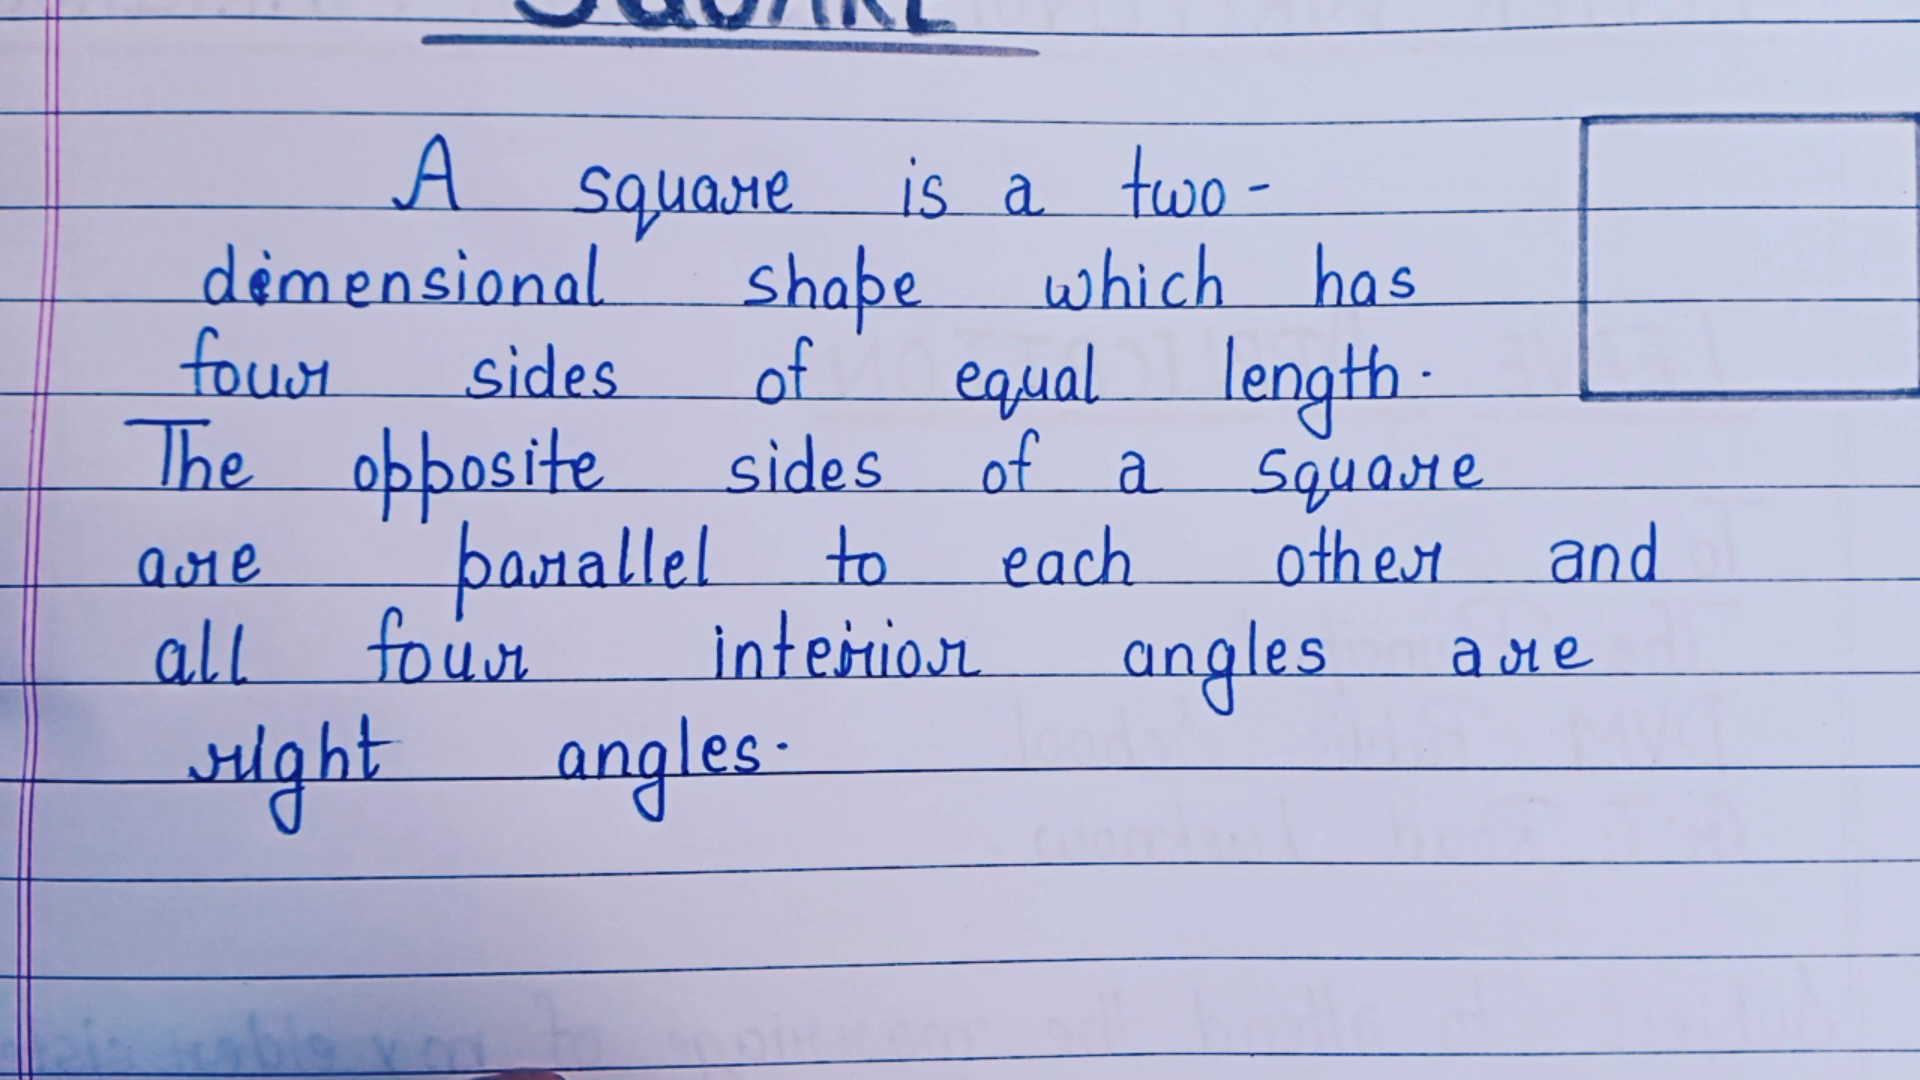 SQUARE
A square is a two-
dimensional shape which has
four sides of equal length.
The opposite sides of a square
are parallel to each other and
all four interior angles are
right angles.